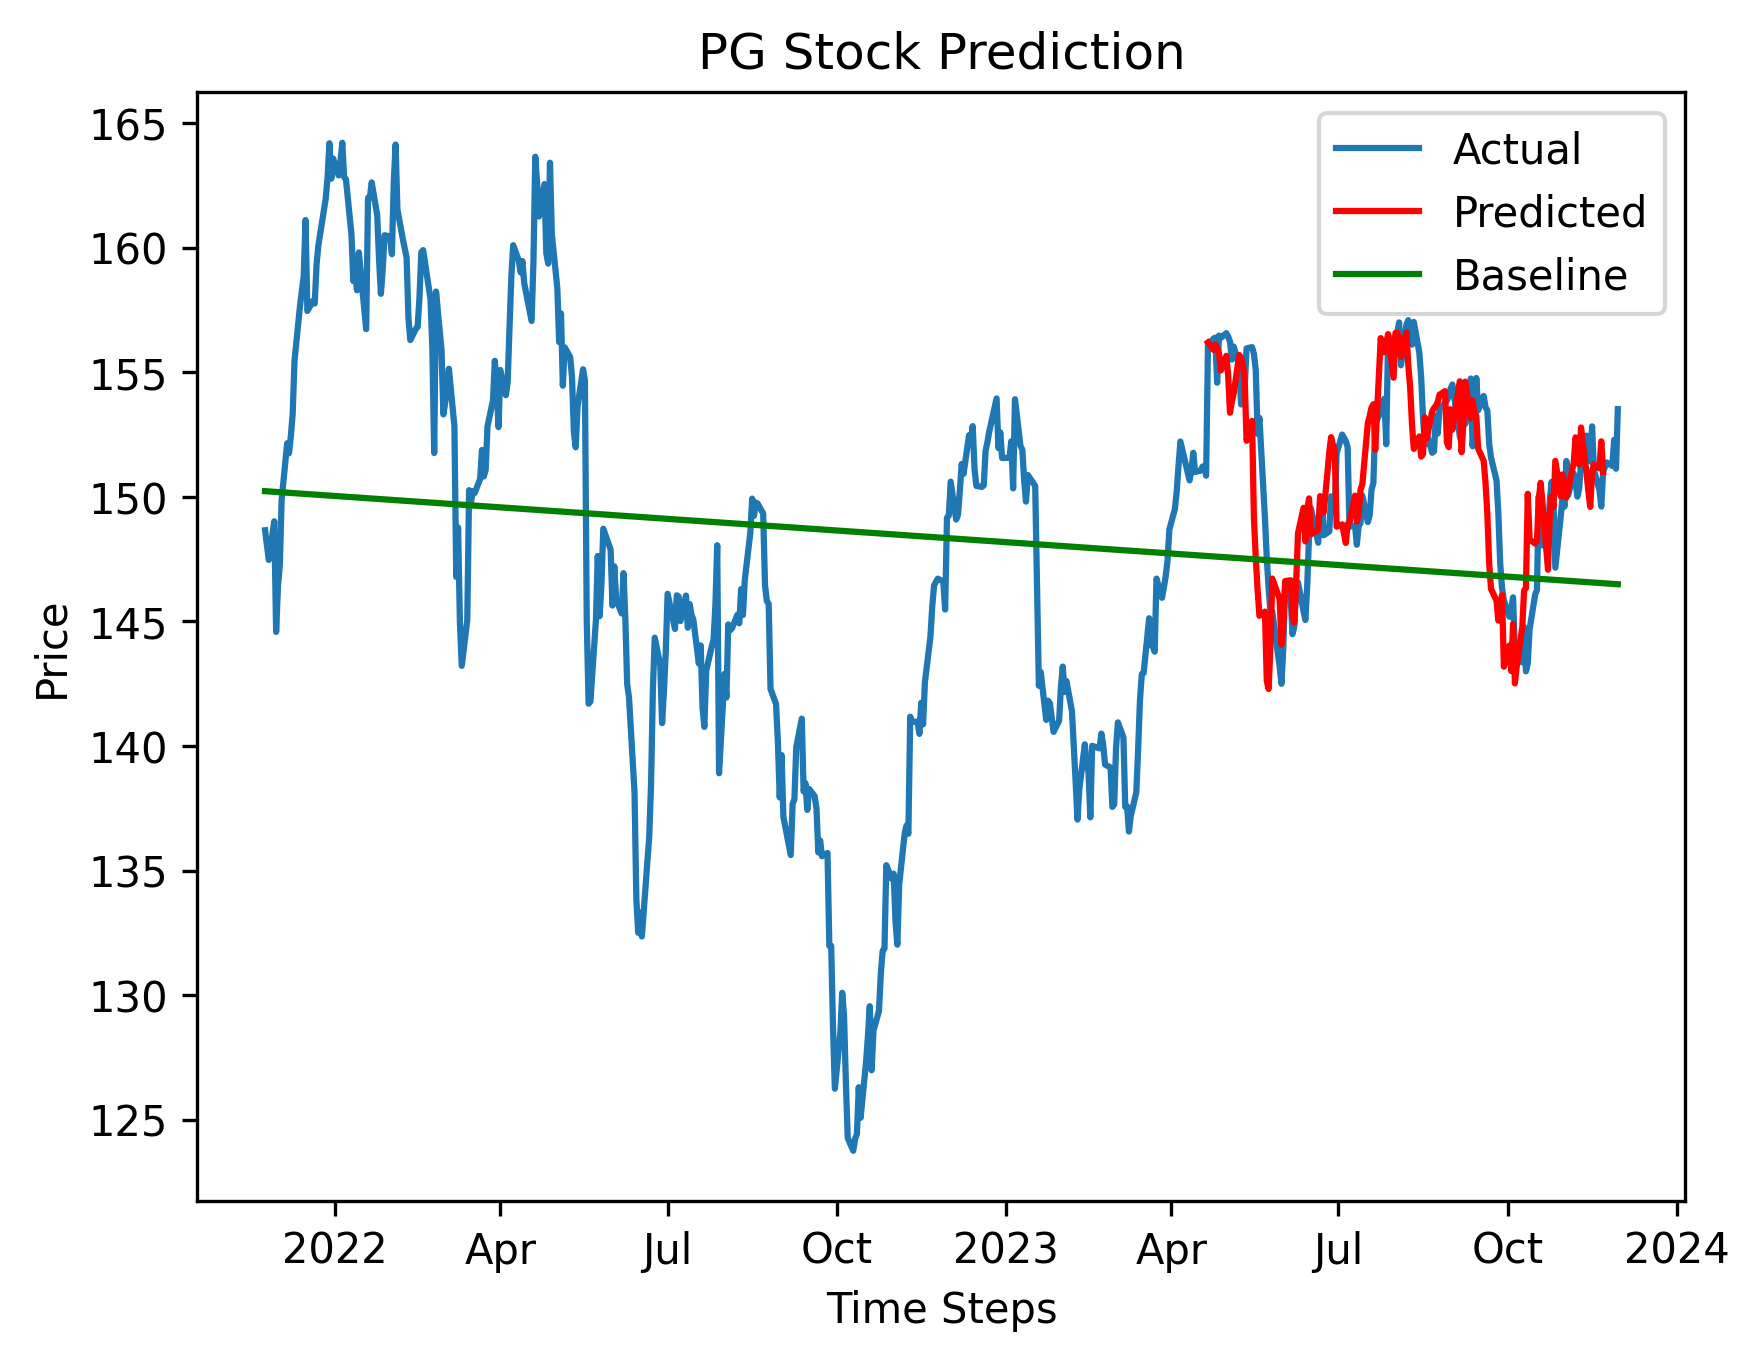 PG Stock Prediction
165
160
155
150
145
140
135
130
125
Price
Actual
Predicted
Baseline
2022 Apr Jul Oct 2023 Apr Jul Oct 2024
Time Steps